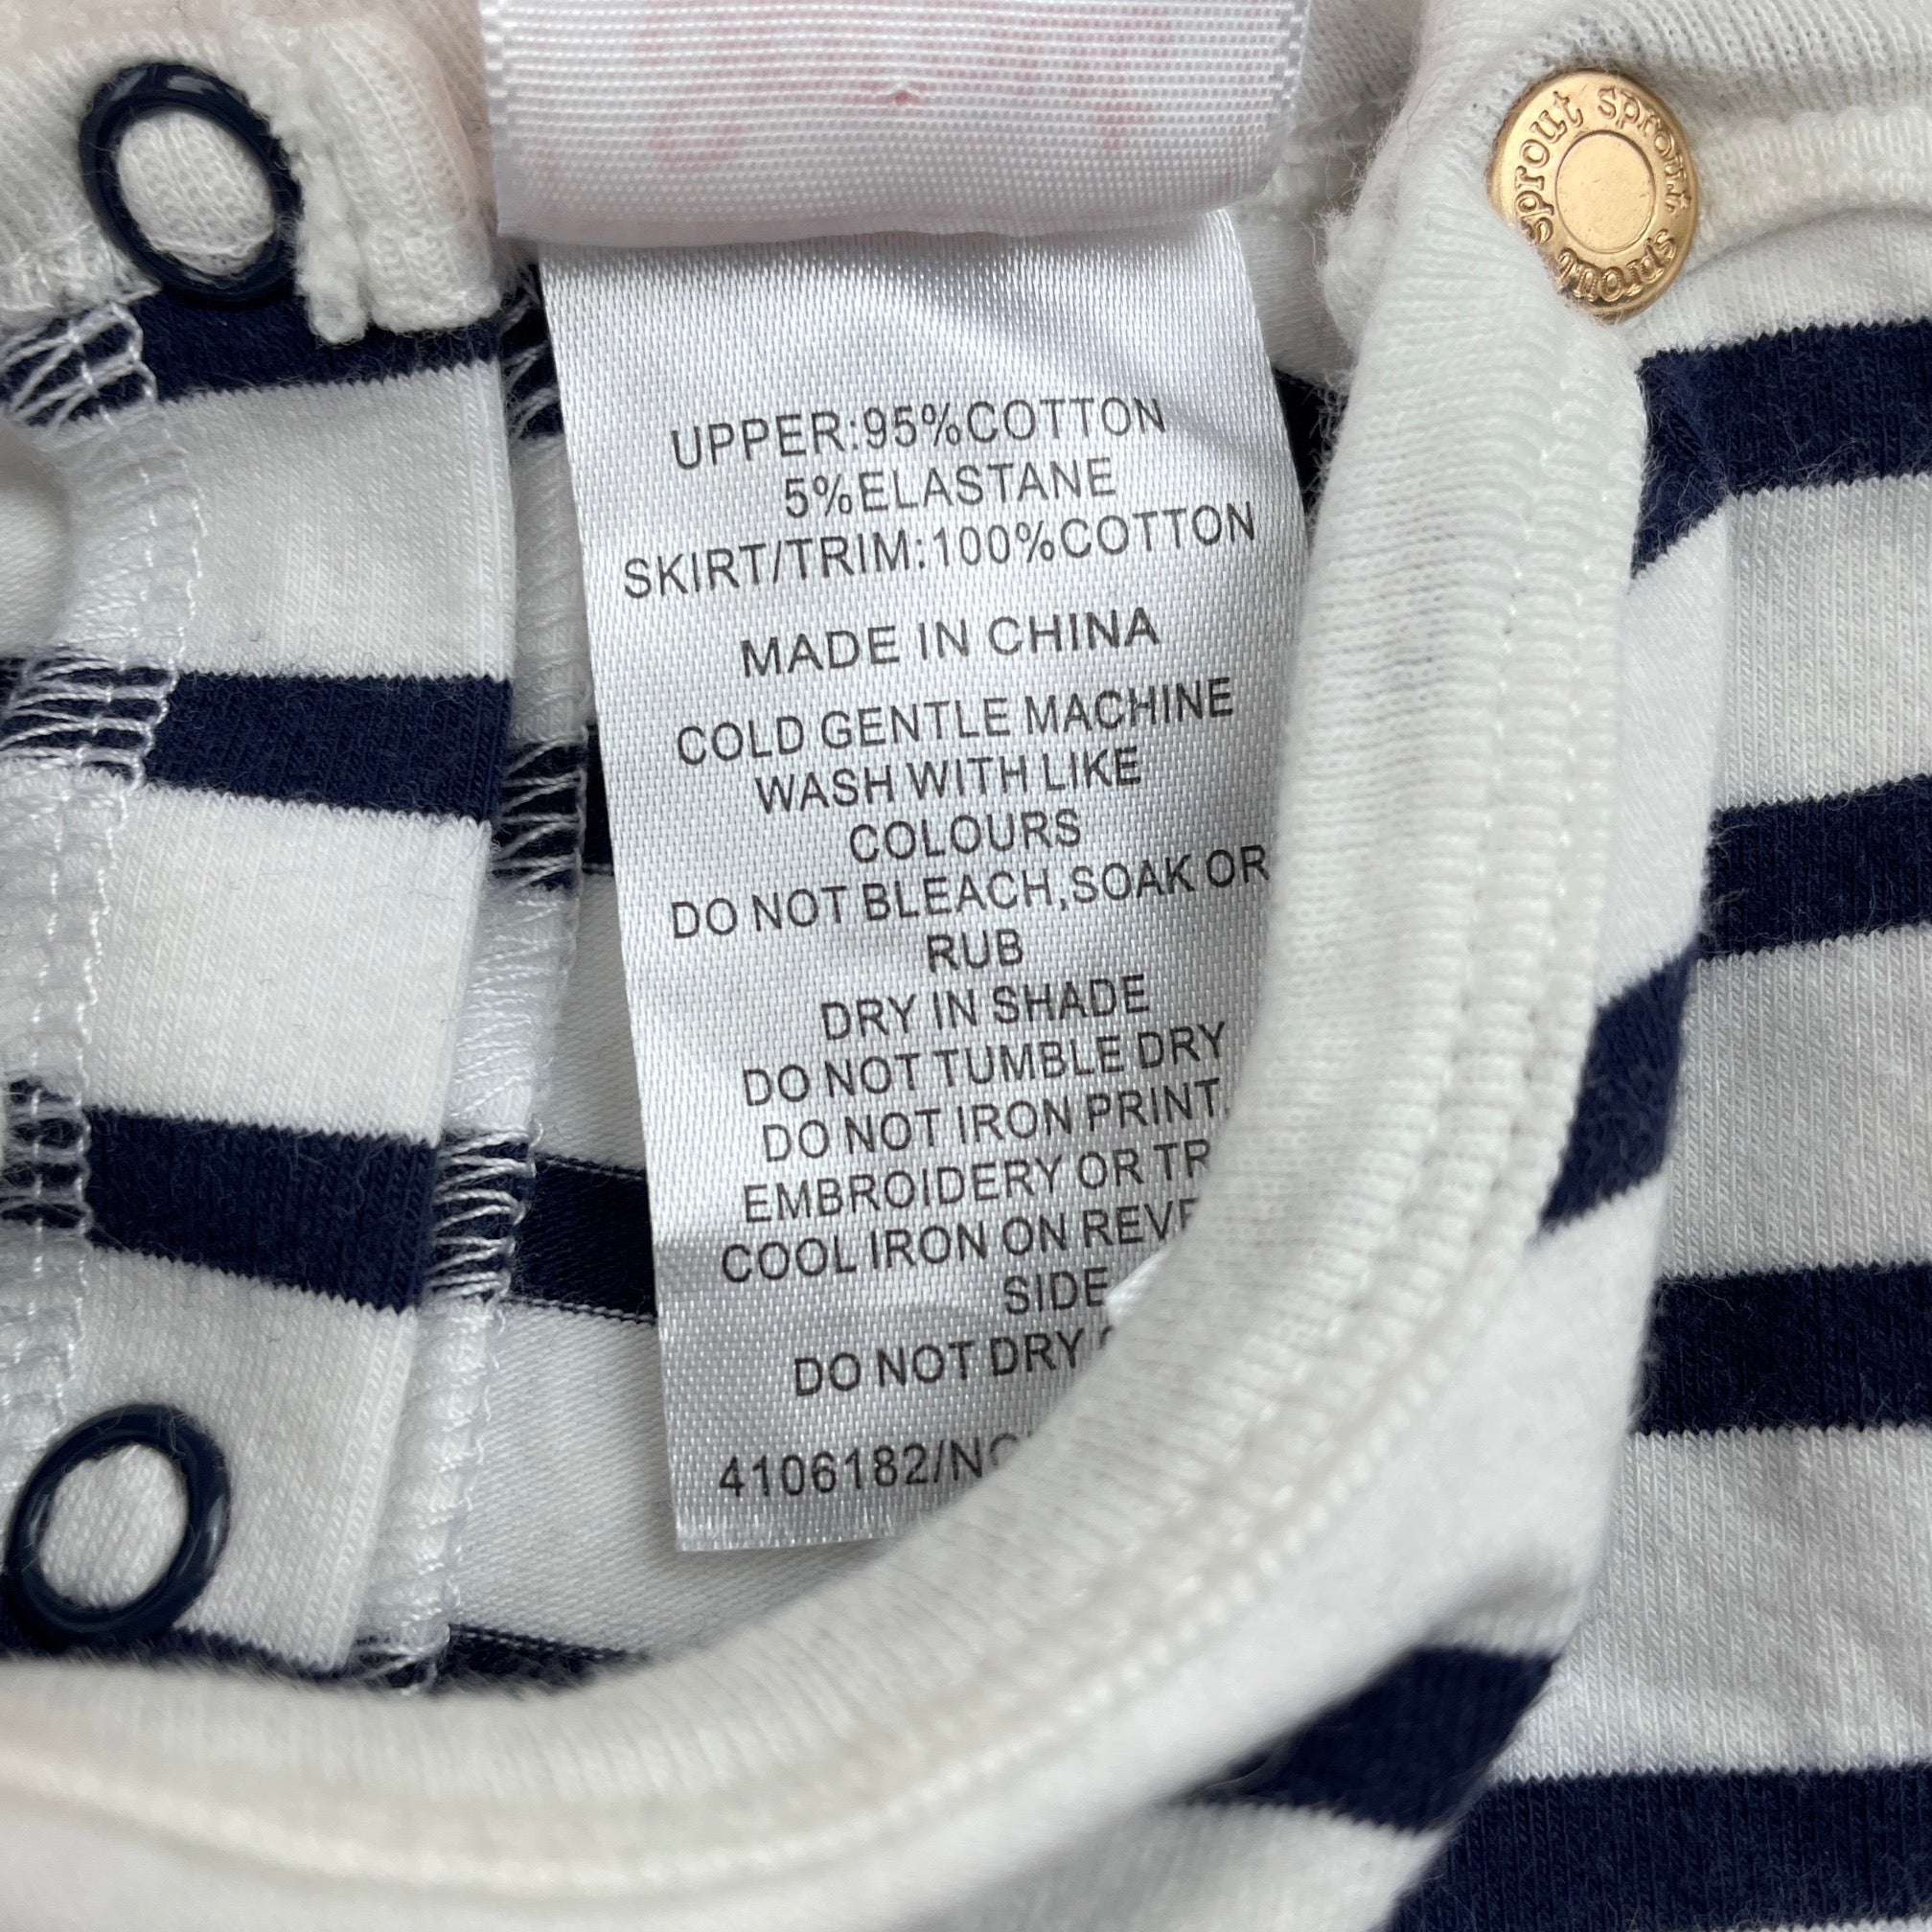 sprout sprout sprout sprout
UPPER:95%COTTON
5%ELASTANE
SKIRT/TRIM:100%COTTON
MADE IN CHINA
COLD GENTLE MACHINE
WASH WITH LIKE
COLOURS
DO NOT BLEACH,SOAK OR
RUB
DRY IN SHADE
DO NOT TUMBLE DRY
DO NOT IRON PRINT,
EMBROIDERY OR
COOL IRON ON
SIDE
DO NOT DRY
4106182/